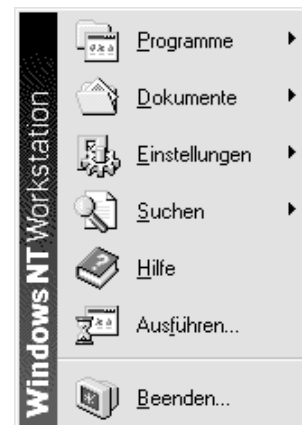 Windows NT Workstation
Programme
Dokumente
Einstellungen
Suchen
Hilfe
Ausführen...
Beenden...